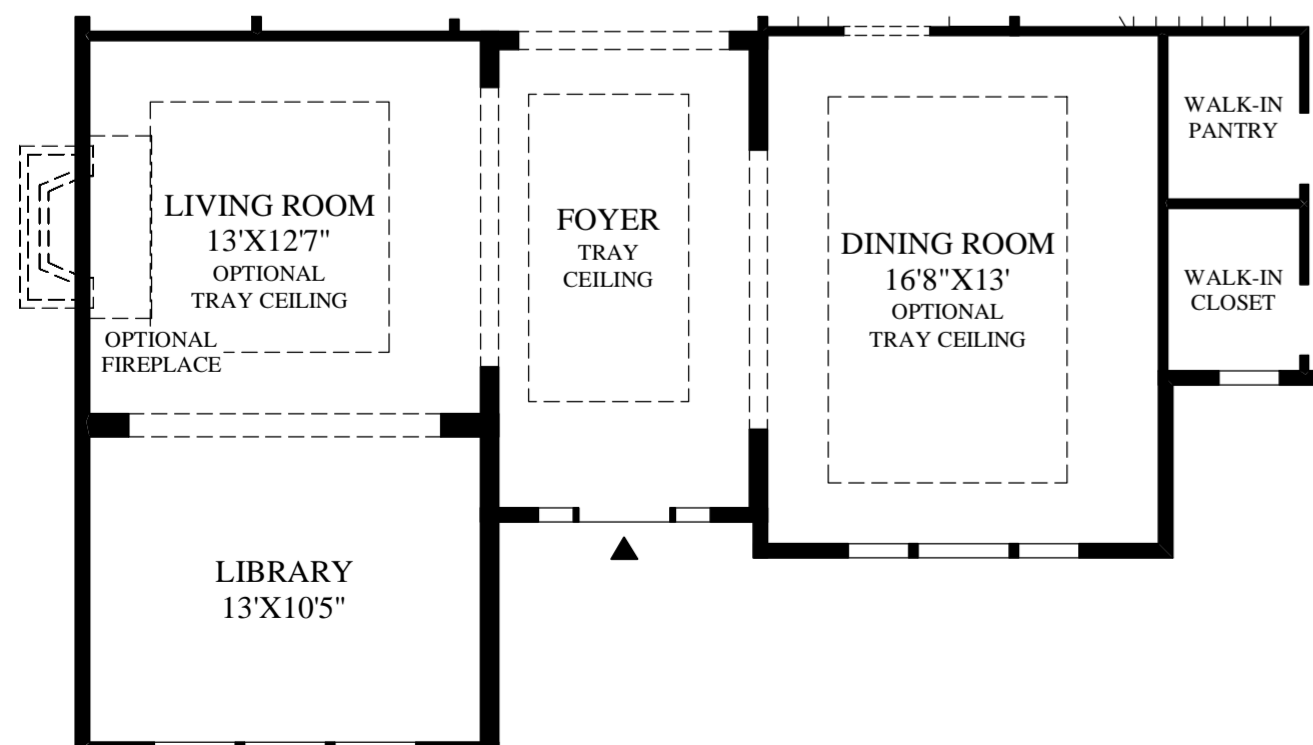 LIVING ROOM
13'X12'7"
OPTIONAL
TRAY CEILING
OPTIONAL
FIREPLACE
FOYER
TRAY
CEILING
DINING ROOM
16'8"X13'
OPTIONAL
TRAY CEILING
WALK-IN
PANTRY
WALK-IN
CLOSET
LIBRARY
13'X10'5"